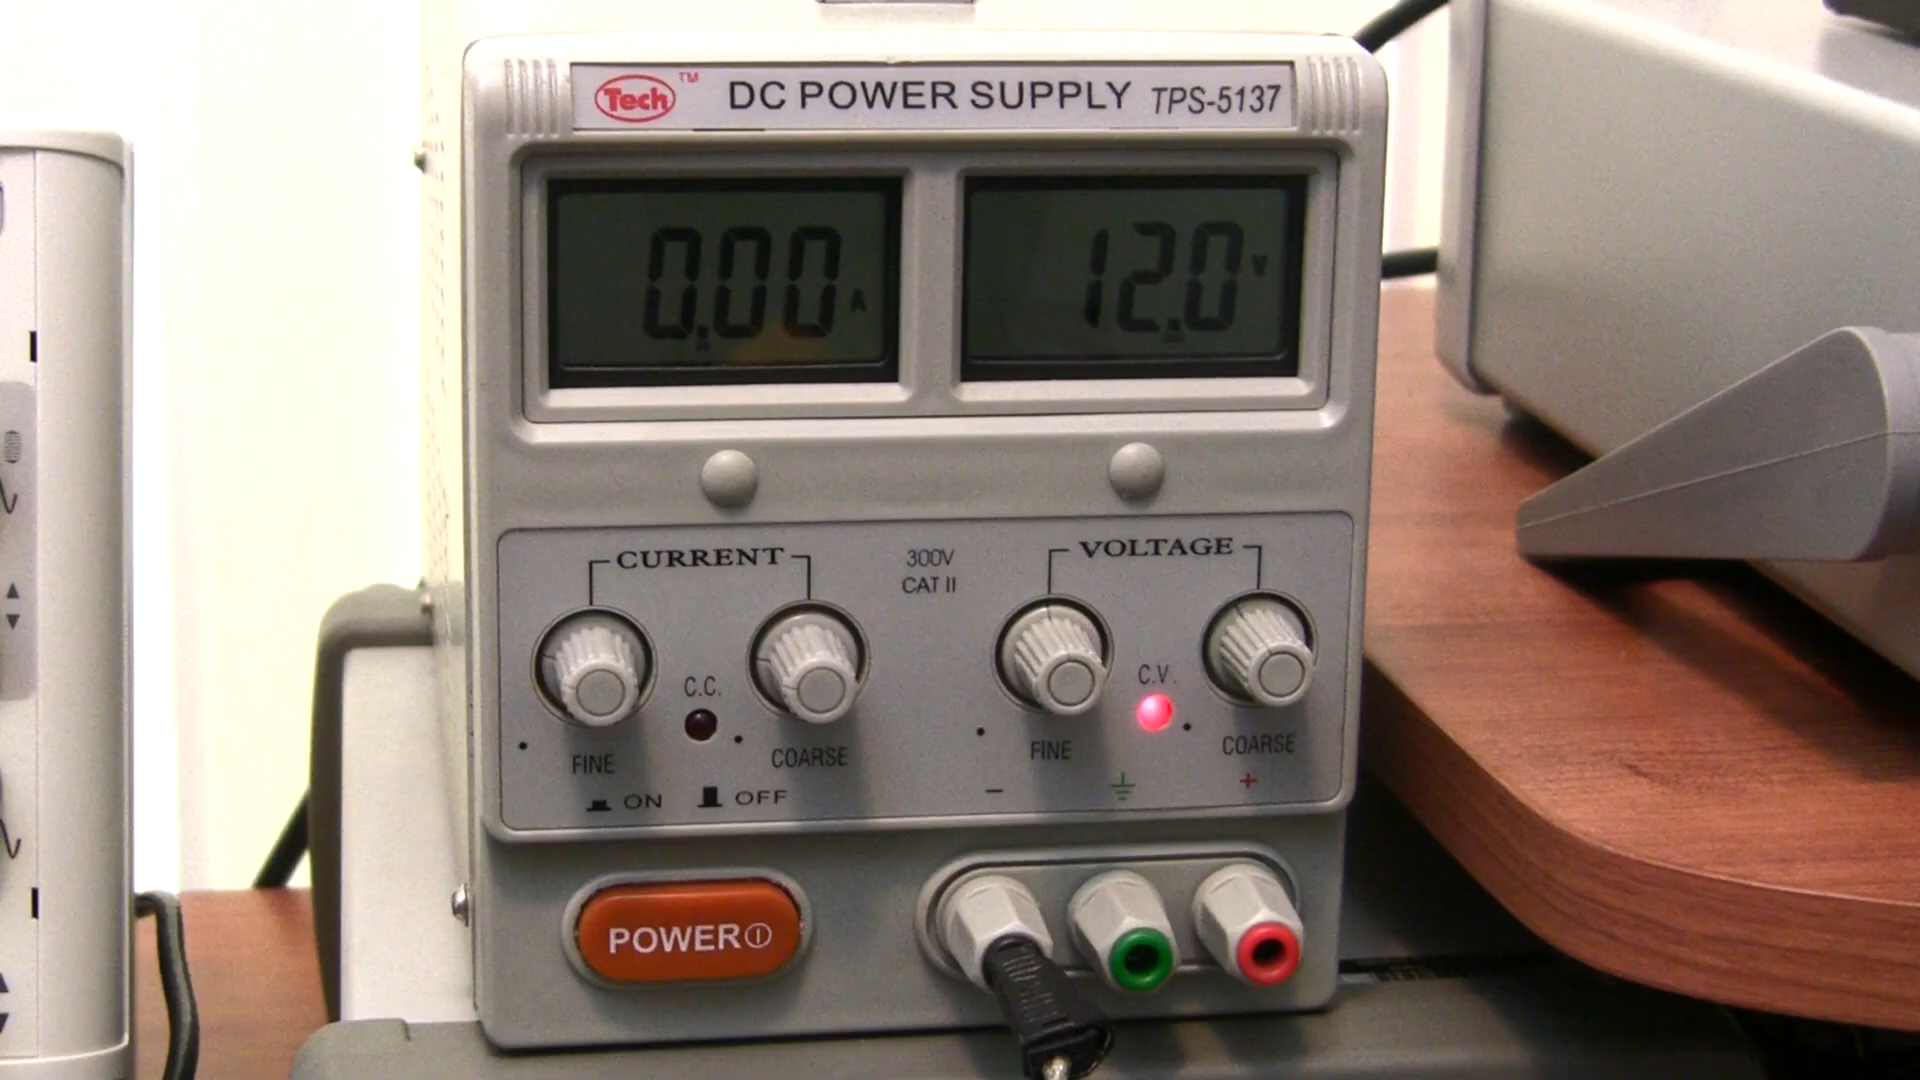 Tech TM DC POWER SUPPLY TPS-5137
0.00 A 12.0 V
CURRENT 300V CAT II VOLTAGE
C.C. C.V.
FINE COARSE FINE COARSE
ON OFF - +
POWER